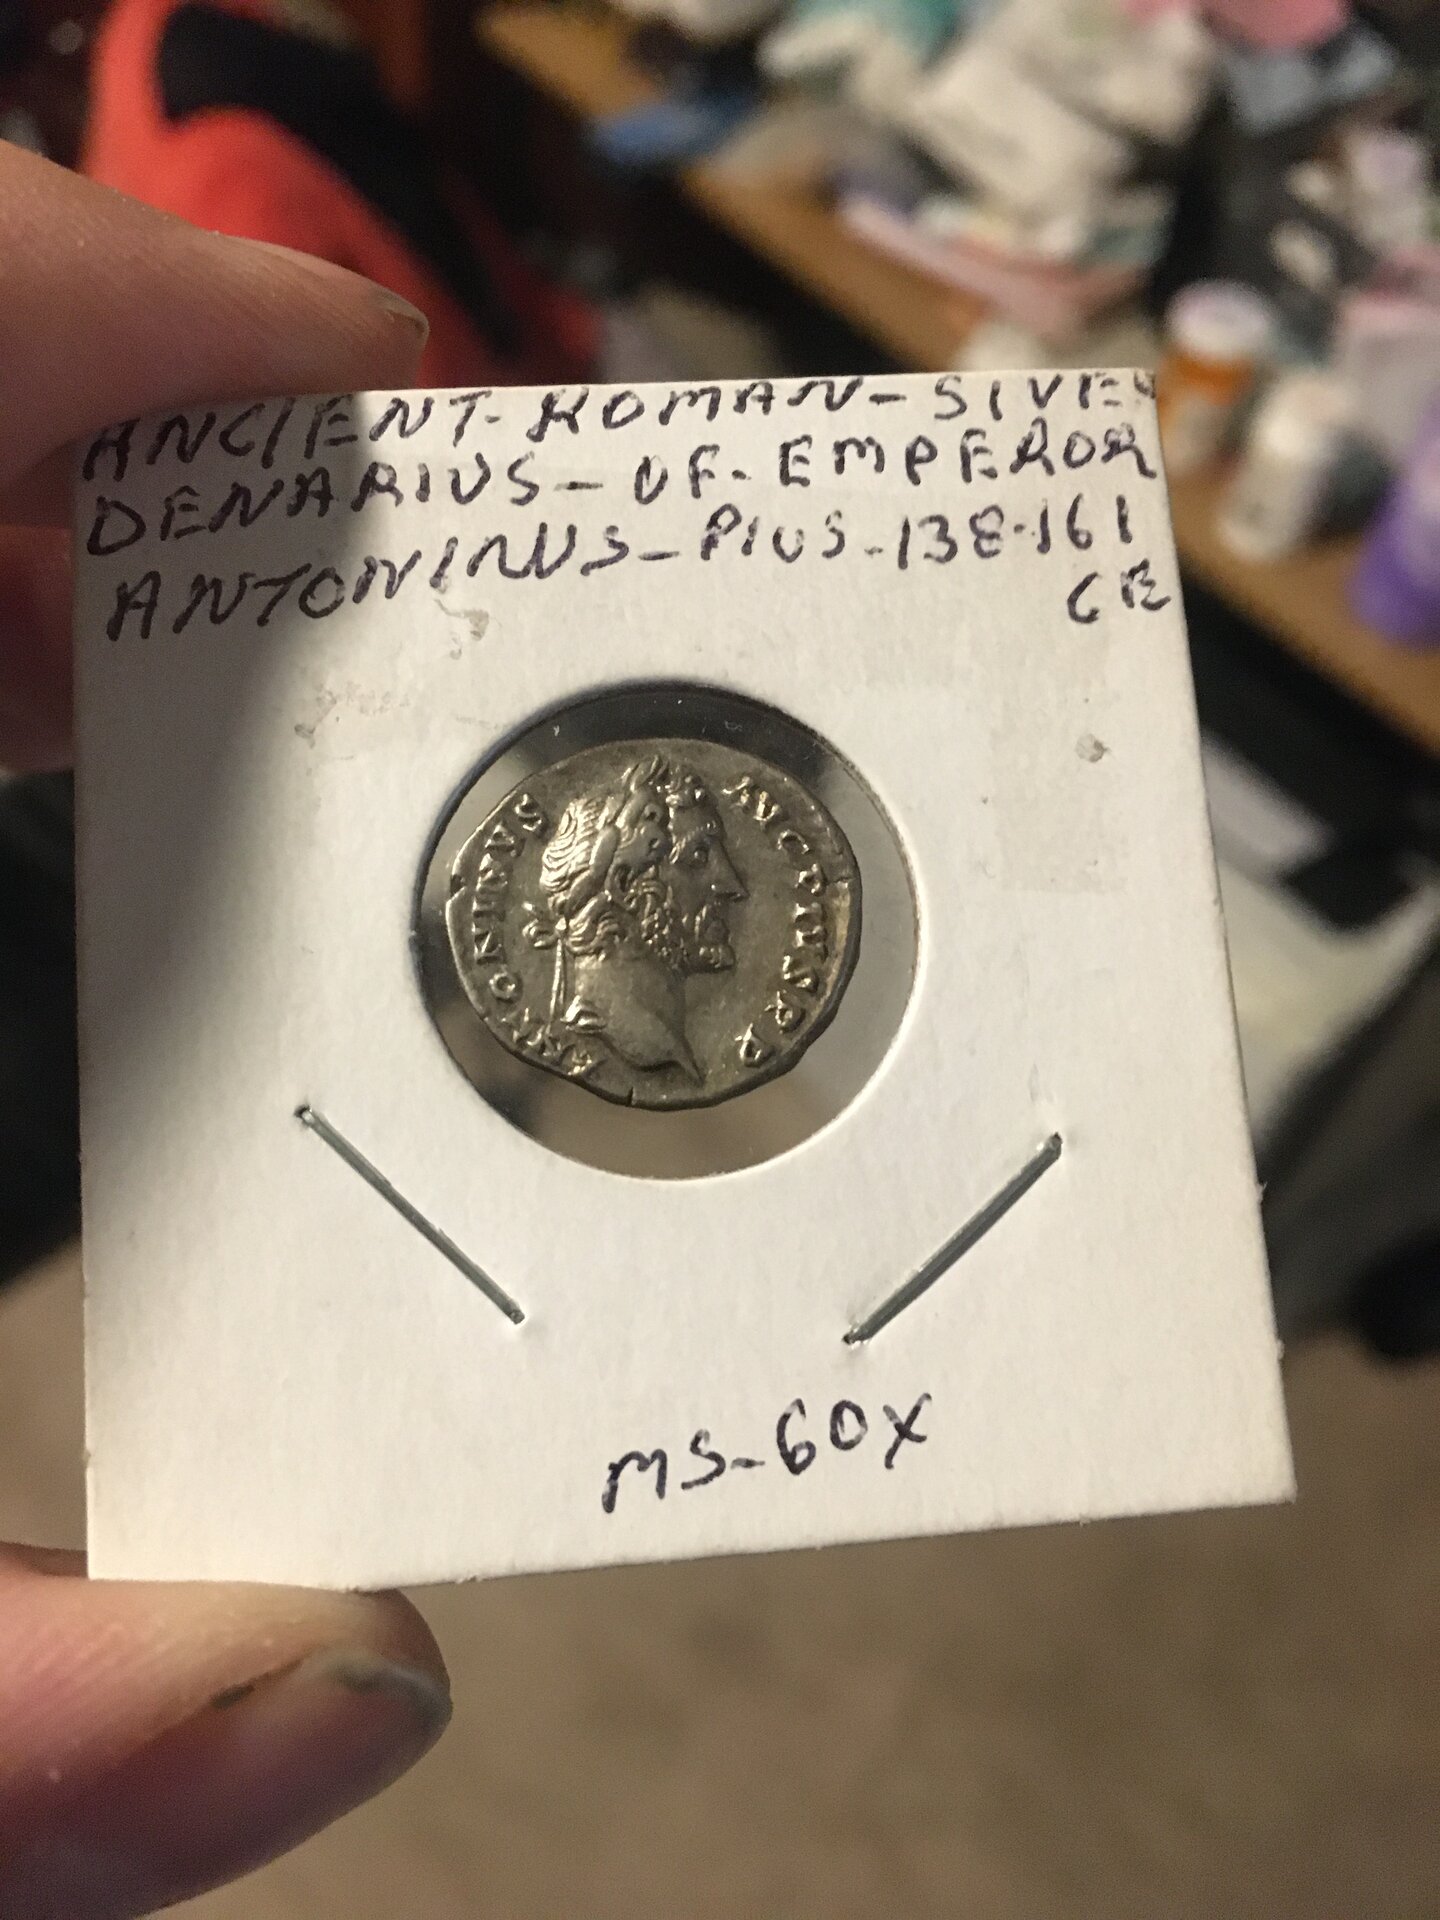 ANCIENT-ROMAN-SIVER
DENARIUS-OF-EMPEROR
ANTONINUS-PIUS-138-161
CE
ANTONINVS AVG PIVS P P
MS-60X